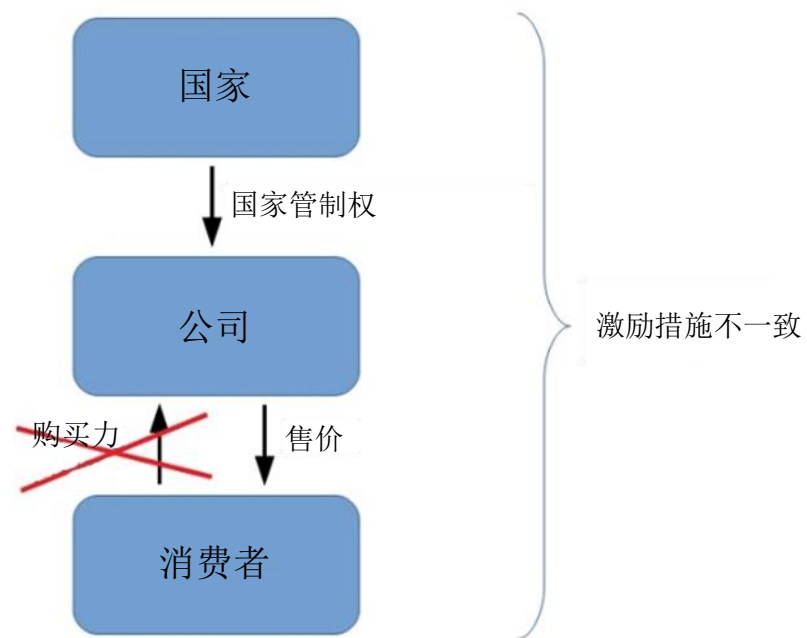 国家
国家管制权
公司
激励措施不一致
购买力
售价
消费者